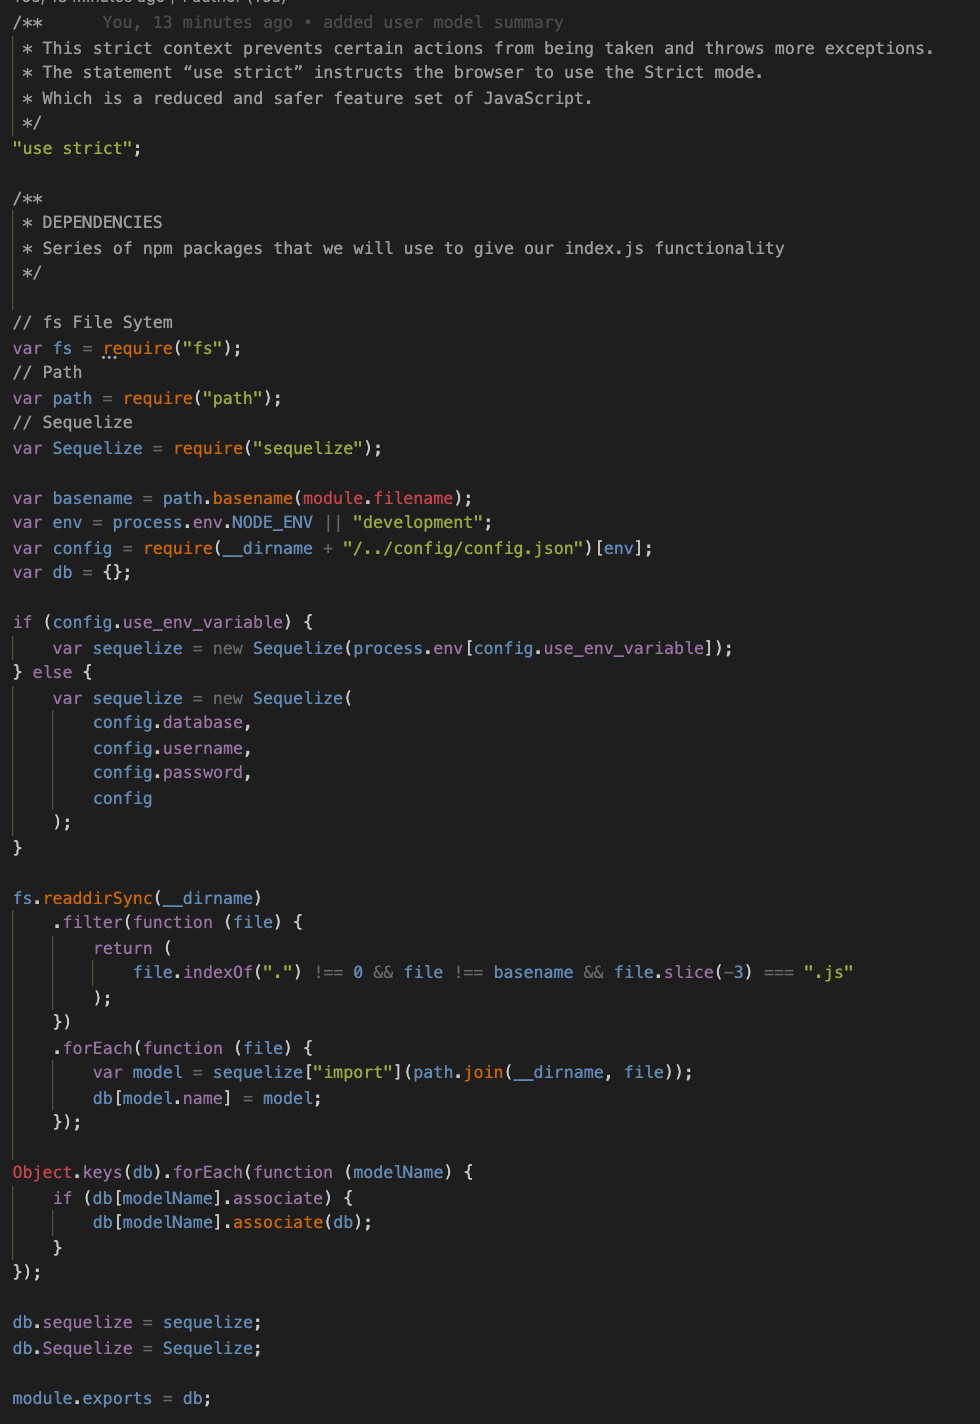 /** You, 13 minutes ago • added user model summary
 * This strict context prevents certain actions from being taken and throws more exceptions.
 * The statement “use strict” instructs the browser to use the Strict mode.
 * Which is a reduced and safer feature set of JavaScript.
 */
"use strict";

/**
 * DEPENDENCIES
 * Series of npm packages that we will use to give our index.js functionality
 */

// fs File Sytem
var fs = require("fs");
// Path
var path = require("path");
// Sequelize
var Sequelize = require("sequelize");

var basename = path.basename(module.filename);
var env = process.env.NODE_ENV || "development";
var config = require(__dirname + "/../config/config.json")[env];
var db = {};

if (config.use_env_variable) {
    var sequelize = new Sequelize(process.env[config.use_env_variable]);
} else {
    var sequelize = new Sequelize(
        config.database,
        config.username,
        config.password,
        config
    );
}

fs.readdirSync(__dirname)
    .filter(function (file) {
        return (
            file.indexOf(".") !== 0 && file !== basename && file.slice(-3) === ".js"
        );
    })
    .forEach(function (file) {
        var model = sequelize["import"](path.join(__dirname, file));
        db[model.name] = model;
    });

Object.keys(db).forEach(function (modelName) {
    if (db[modelName].associate) {
        db[modelName].associate(db);
    }
});

db.sequelize = sequelize;
db.Sequelize = Sequelize;

module.exports = db;